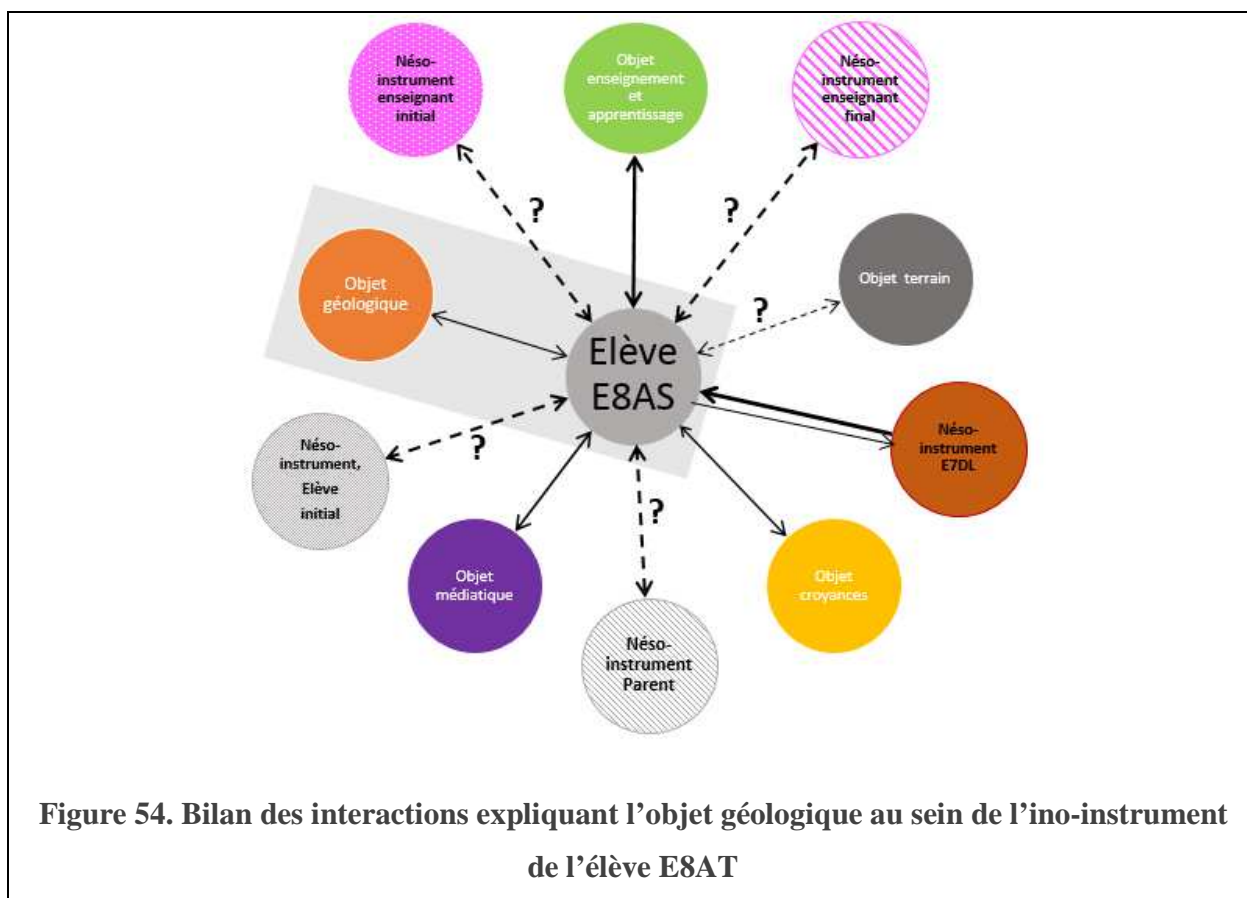 Néso-
instrument
enseignant
initial
Objet
enseignement
et
apprentissage
Néso-
instrument
enseignant
final
?
?
Objet géologique
Objet terrain
?
Elève
E8AS
Néso-
instrument,
Elève
initial
?
Néso-
instrument
E7DL
?
Objet
médiatique
Objet
croyances
Néso-
instrument
Parent
Figure 54. Bilan des interactions expliquant l’objet géologique au sein de l’ino-instrument
de l’élève E8AT